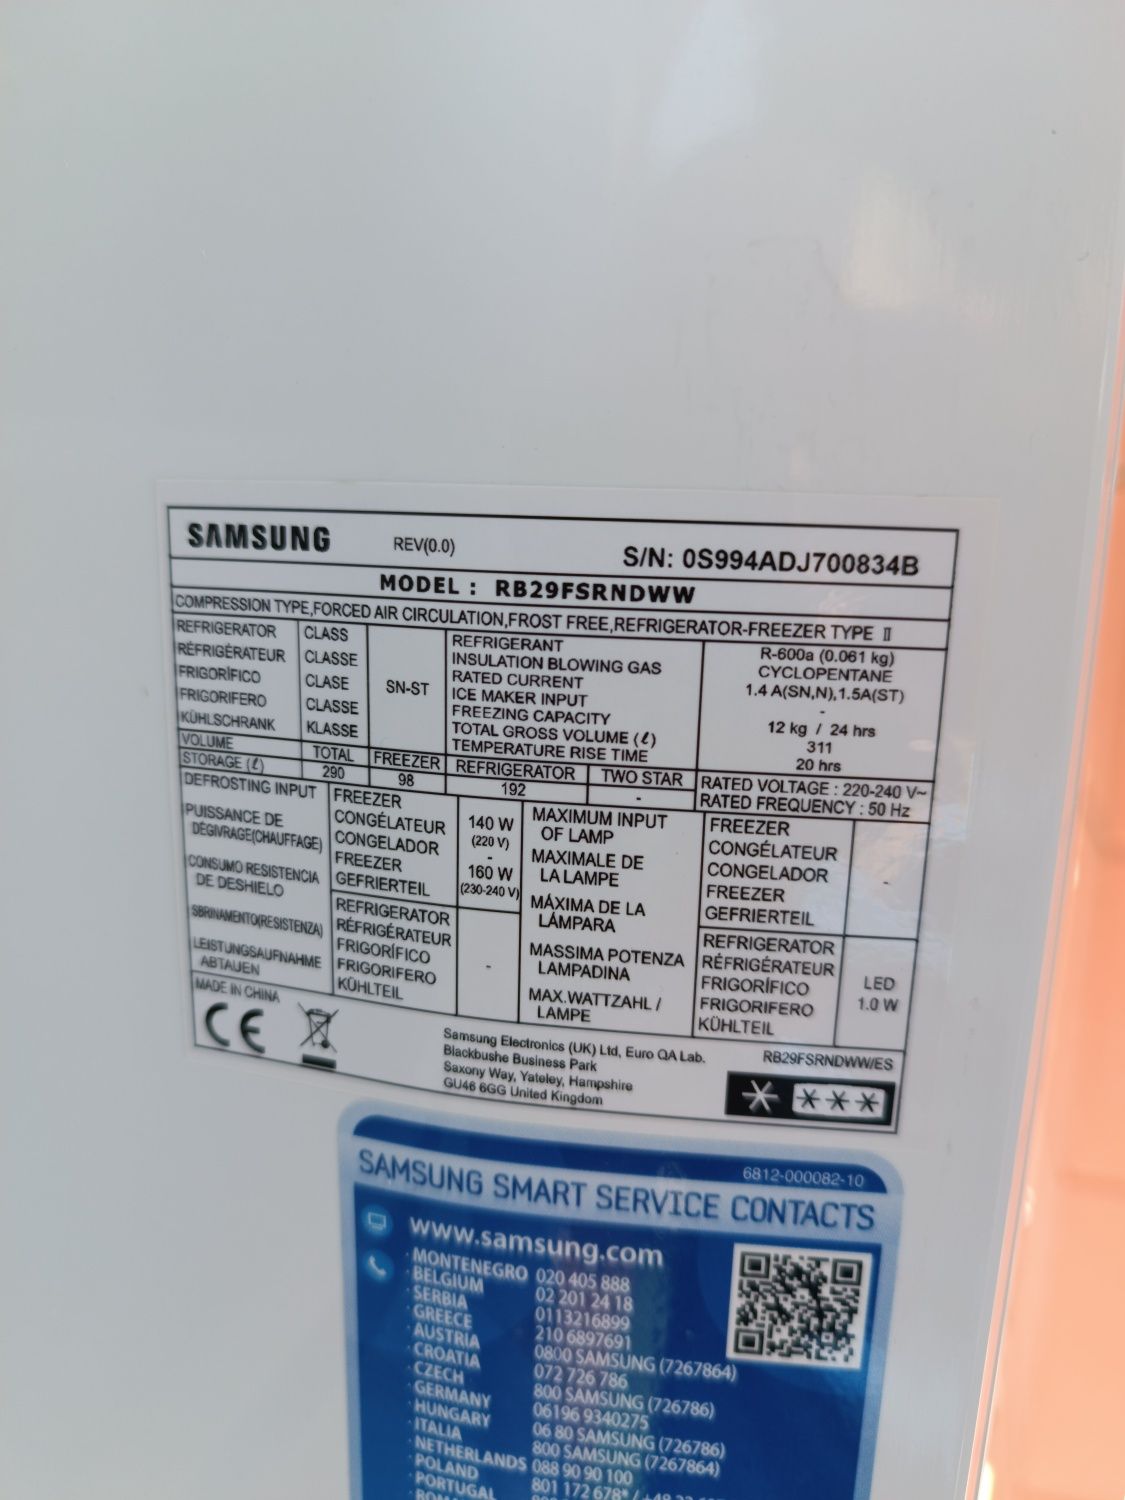 SAMSUNG REV(0.0) S/N: 0S994ADJ700834B
MODEL : RB29FSRNDWW
COMPRESSION TYPE,FORCED AIR CIRCULATION,FROST FREE,REFRIGERATOR-FREEZER TYPE II
REFRIGERATOR
RÉFRIGÉRATEUR
FRIGORÍFICO
FRIGORIFERO
KÜHLSCHRANK
CLASS
CLASSE
CLASE
CLASSE
KLASSE
SN-ST
REFRIGERANT
INSULATION BLOWING GAS
RATED CURRENT
ICE MAKER INPUT
FREEZING CAPACITY
TOTAL GROSS VOLUME (ℓ)
TEMPERATURE RISE TIME
R-600a (0.061 kg)
CYCLOPENTANE
1.4 A(SN,N),1.5A(ST)
-
12 kg / 24 hrs
311
20 hrs
VOLUME
STORAGE (ℓ)
TOTAL
290
FREEZER
98
REFRIGERATOR
192
TWO STAR
-
RATED VOLTAGE : 220-240 V~
RATED FREQUENCY : 50 Hz
DEFROSTING INPUT
PUISSANCE DE
DÉGIVRAGE(CHAUFFAGE)
CONSUMO RESISTENCIA
DE DESHIELO
SBRINAMENTO(RESISTENZA)
LEISTUNGSAUFNAHME
ABTAUEN
FREEZER
CONGÉLATEUR
CONGELADOR
FREEZER
GEFRIERTEIL
140 W
(220 V)
-
160 W
(230-240 V)
REFRIGERATOR
RÉFRIGÉRATEUR
FRIGORÍFICO
FRIGORIFERO
KÜHLTEIL
-
MAXIMUM INPUT
OF LAMP
MAXIMALE DE
LA LAMPE
MÁXIMA DE LA
LÁMPARA
MASSIMA POTENZA
LAMPADINA
MAX.WATTZAHL /
LAMPE
FREEZER
CONGÉLATEUR
CONGELADOR
FREEZER
GEFRIERTEIL
-
REFRIGERATOR
RÉFRIGÉRATEUR
FRIGORÍFICO
FRIGORIFERO
KÜHLTEIL
LED
1.0 W
MADE IN CHINA
CE
Samsung Electronics (UK) Ltd, Euro QA Lab.
Blackbushe Business Park
Saxony Way, Yateley, Hampshire
GU46 6GG United Kingdom
RB29FSRNDWW/ES
6812-000082-10
SAMSUNG SMART SERVICE CONTACTS
www.samsung.com
· MONTENEGRO 020 405 888
· BELGIUM 02 201 24 18
· SERBIA 0113216899
· GREECE 210 6897691
· AUSTRIA 0800 SAMSUNG (7267864)
· CROATIA 072 726 786
· CZECH 800 SAMSUNG (726786)
· GERMANY 06196 9340275
· HUNGARY 06 80 SAMSUNG (726786)
· ITALIA 800 SAMSUNG (7267864)
· NETHERLANDS 088 90 90 100
· POLAND 801 172 678* /
· PORTUGAL